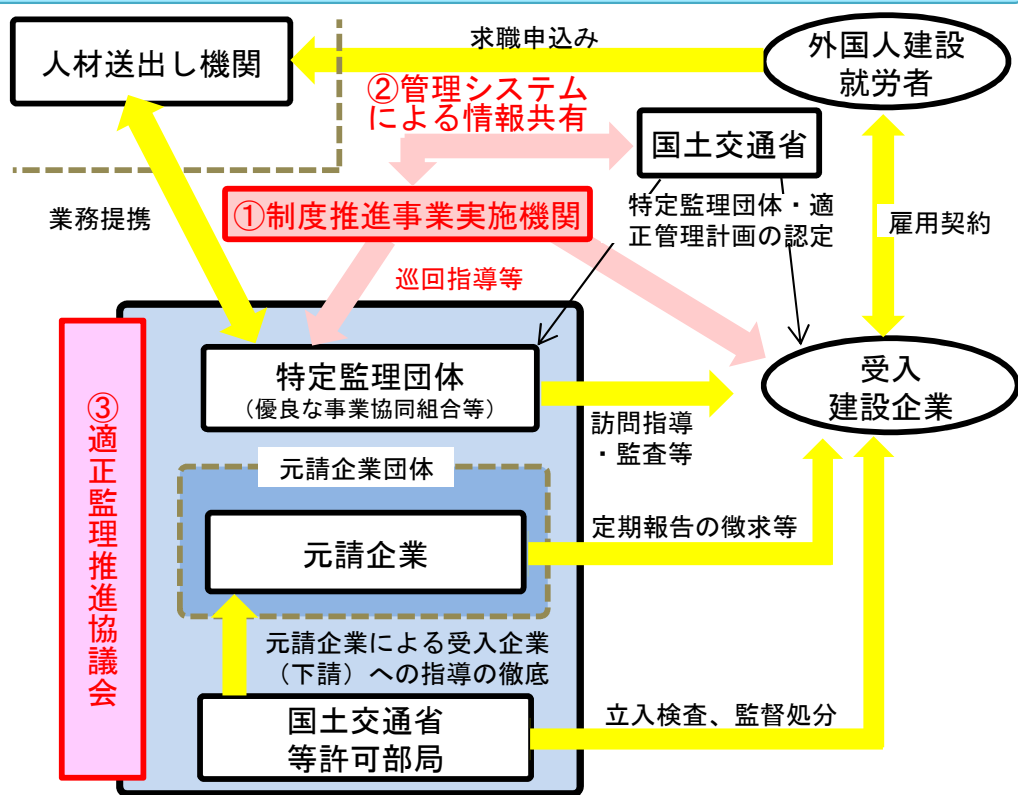 人材送出し機関
求職申込み
外国人建設
就労者
②管理システム
による情報共有
国土交通省
業務提携
①制度推進事業実施機関
特定監理団体・適
正管理計画の認定
雇用契約
巡回指導等
③適正監理推進協議会
特定監理団体
(優良な事業協同組合等)
受入
建設企業
訪問指導
・監査等
元請企業団体
元請企業
定期報告の徴求等
元請企業による受入企業
(下請)への指導の徹底
国土交通省
等許可部局
立入検査、監督処分